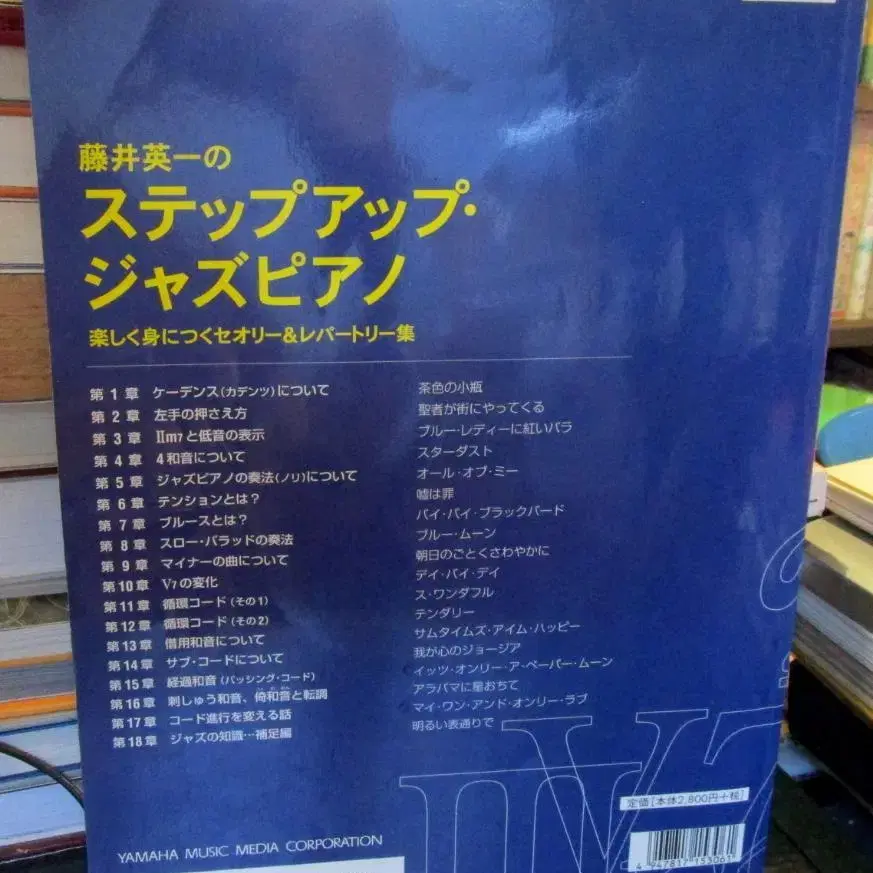 藤井英一の
ステップアップ・
ジャズピアノ
楽しく身につくセオリー&レパートリー集
第1章 ケーデンス(カデンツ)について 茶色の小瓶
第2章 左手の押さえ方 聖者が街にやってくる
第3章 Ⅱm7と低音の表示 ブルー・レディーに紅いバラ
第4章 4和音について スターダスト
第5章 ジャズピアノの奏法(ノリ)について オール・オブ・ミー
第6章 テンションとは? 嘘は罪
第7章 ブルースとは? バイ・バイ・ブラックバード
第8章 スロー・バラッドの奏法 ブルー・ムーン
第9章 マイナーの曲について 朝日のごとくさわやかに
第10章 V7の変化 デイ・バイ・デイ
第11章 循環コード(その1) ス・ワンダフル
第12章 循環コード(その2) テンダリー
第13章 借用和音について サムタイムズ・アイム・ハッピー
第14章 サブ・コードについて 我が心のジョージア
第15章 経過和音(パッシング・コード) イッツ・オンリー・ア・ペーパー・ムーン
第16章 刺しゅう和音、倚和音と転調 アラバマに星おちて
第17章 コード進行を変える話 マイ・ワン・アンド・オンリー・ラブ
第18章 ジャズの知識…補足編 明るい表通りで
定価[本体2,800円+税]
YAMAHA MUSIC MEDIA CORPORATION
4 947817 153061